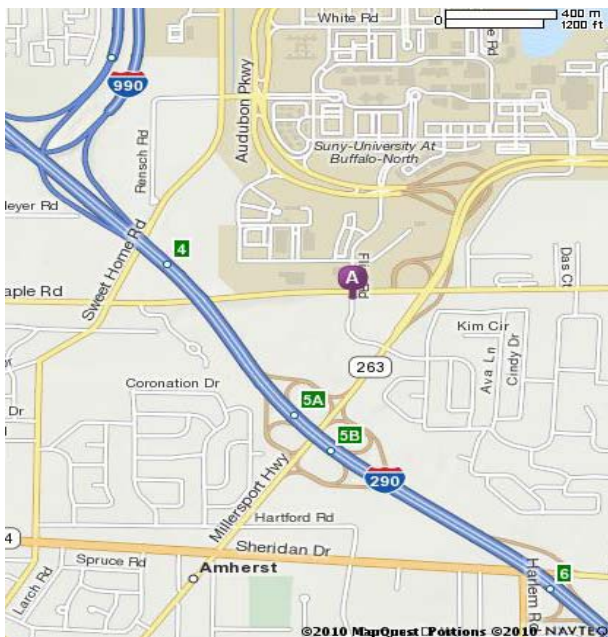 400 m
0
1200 ft
White Rd
e Rd
990
Audubon Pkwy
Suny-University At
Buffalo-North
Rensch Rd
leyer Rd
Sweet Home Rd
4
A
Das Ct
aple Rd
Kim Cir
Ava Ln
Cindy Dr
263
Coronation Dr
Dr
5A
5B
Millersport Hwy
290
Hartford Rd
4
Sheridan Dr
Spruce Rd
Amherst
Larch Rd
Harlem Rd
6
©2010 MapQuest Portions ©2010 NAVTEQ